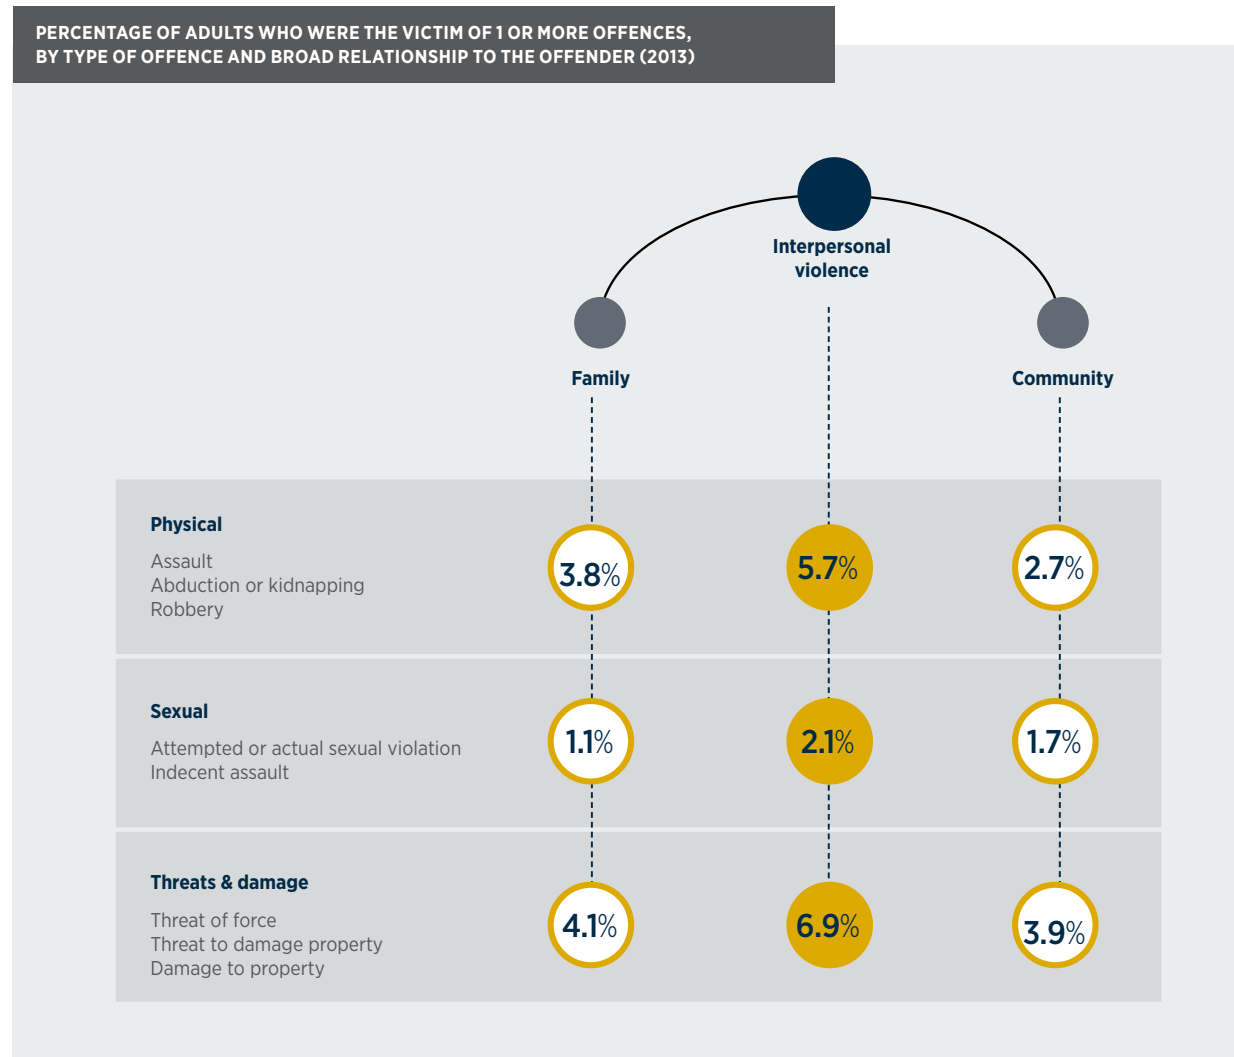 PERCENTAGE OF ADULTS WHO WERE THE VICTIM OF 1 OR MORE OFFENCES,
BY TYPE OF OFFENCE AND BROAD RELATIONSHIP TO THE OFFENDER (2013)
Interpersonal
violence
Family
Community
Physical
Assault
Abduction or kidnapping
Robbery
3.8%
5.7%
2.7%
Sexual
Attempted or actual sexual violation
Indecent assault
1.1%
2.1%
1.7%
Threats & damage
Threat of force
Threat to damage property
Damage to property
4.1%
6.9%
3.9%